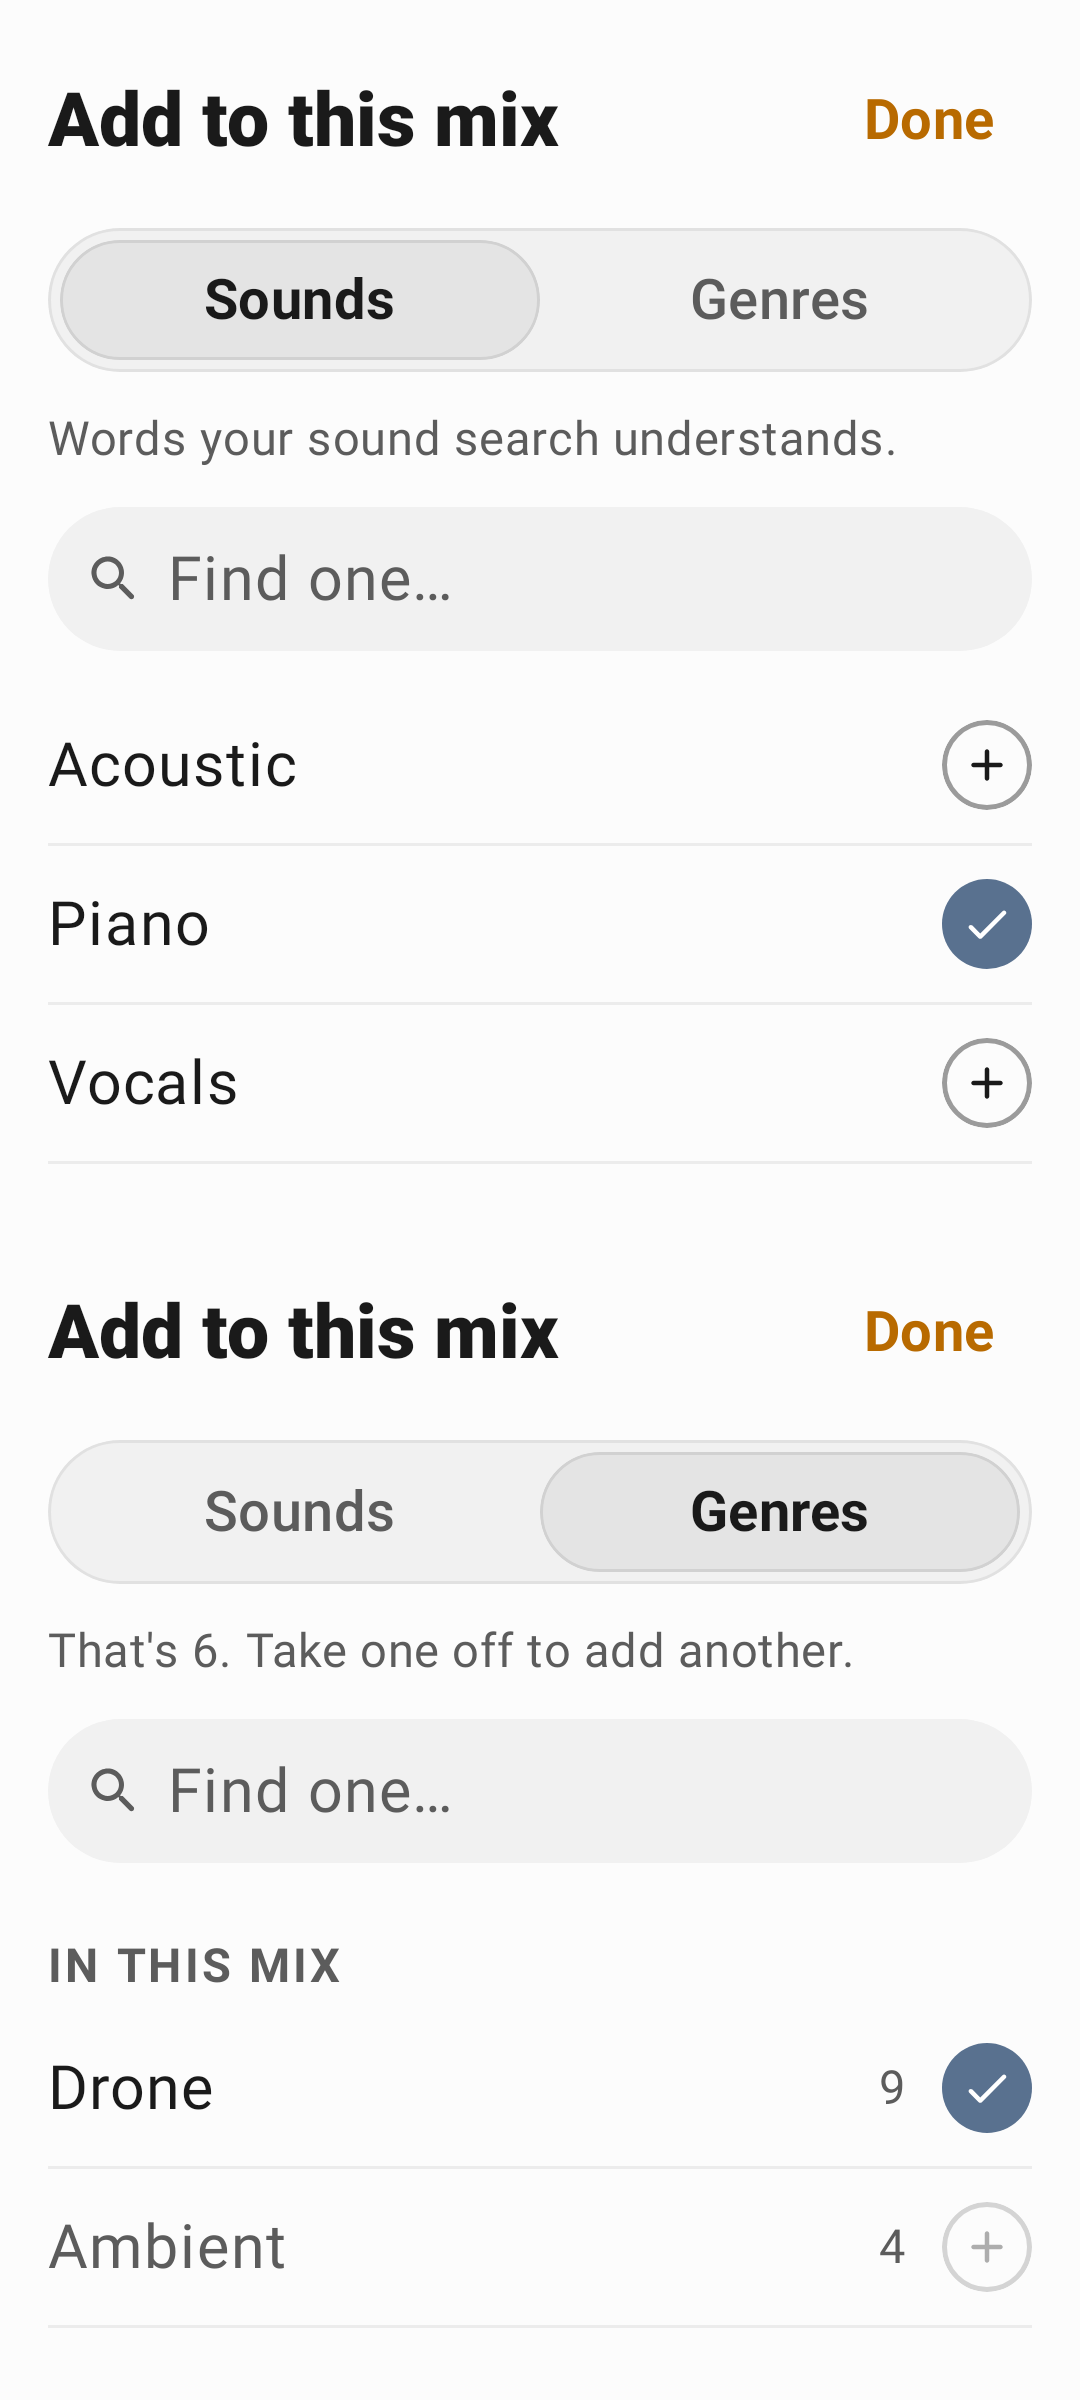 Add to this mix
Done
Sounds
Genres
Words your sound search understands.
Find one…
Acoustic
Piano
Vocals
Add to this mix
Done
Sounds
Genres
That's 6. Take one off to add another.
Find one…
IN THIS MIX
Drone 9
Ambient 4